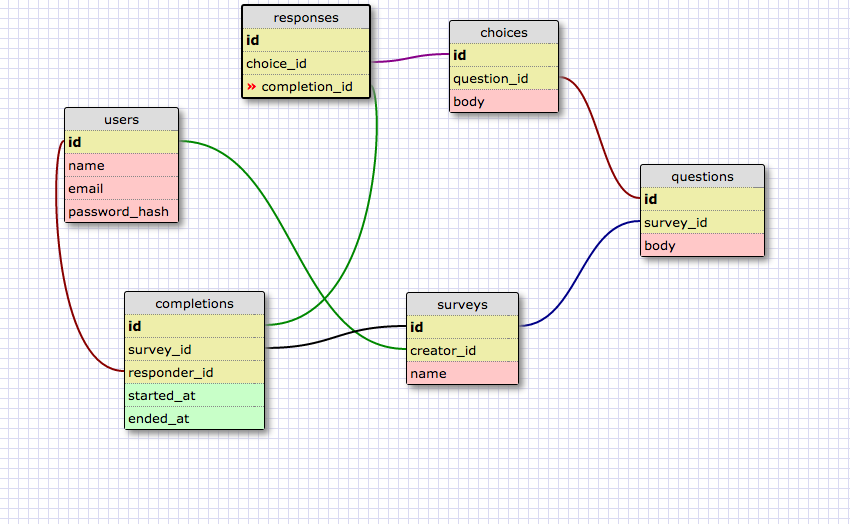 responses
id
choice_id
» completion_id
choices
id
question_id
body
users
id
name
email
password_hash
questions
id
survey_id
body
completions
id
survey_id
responder_id
started_at
ended_at
surveys
id
creator_id
name